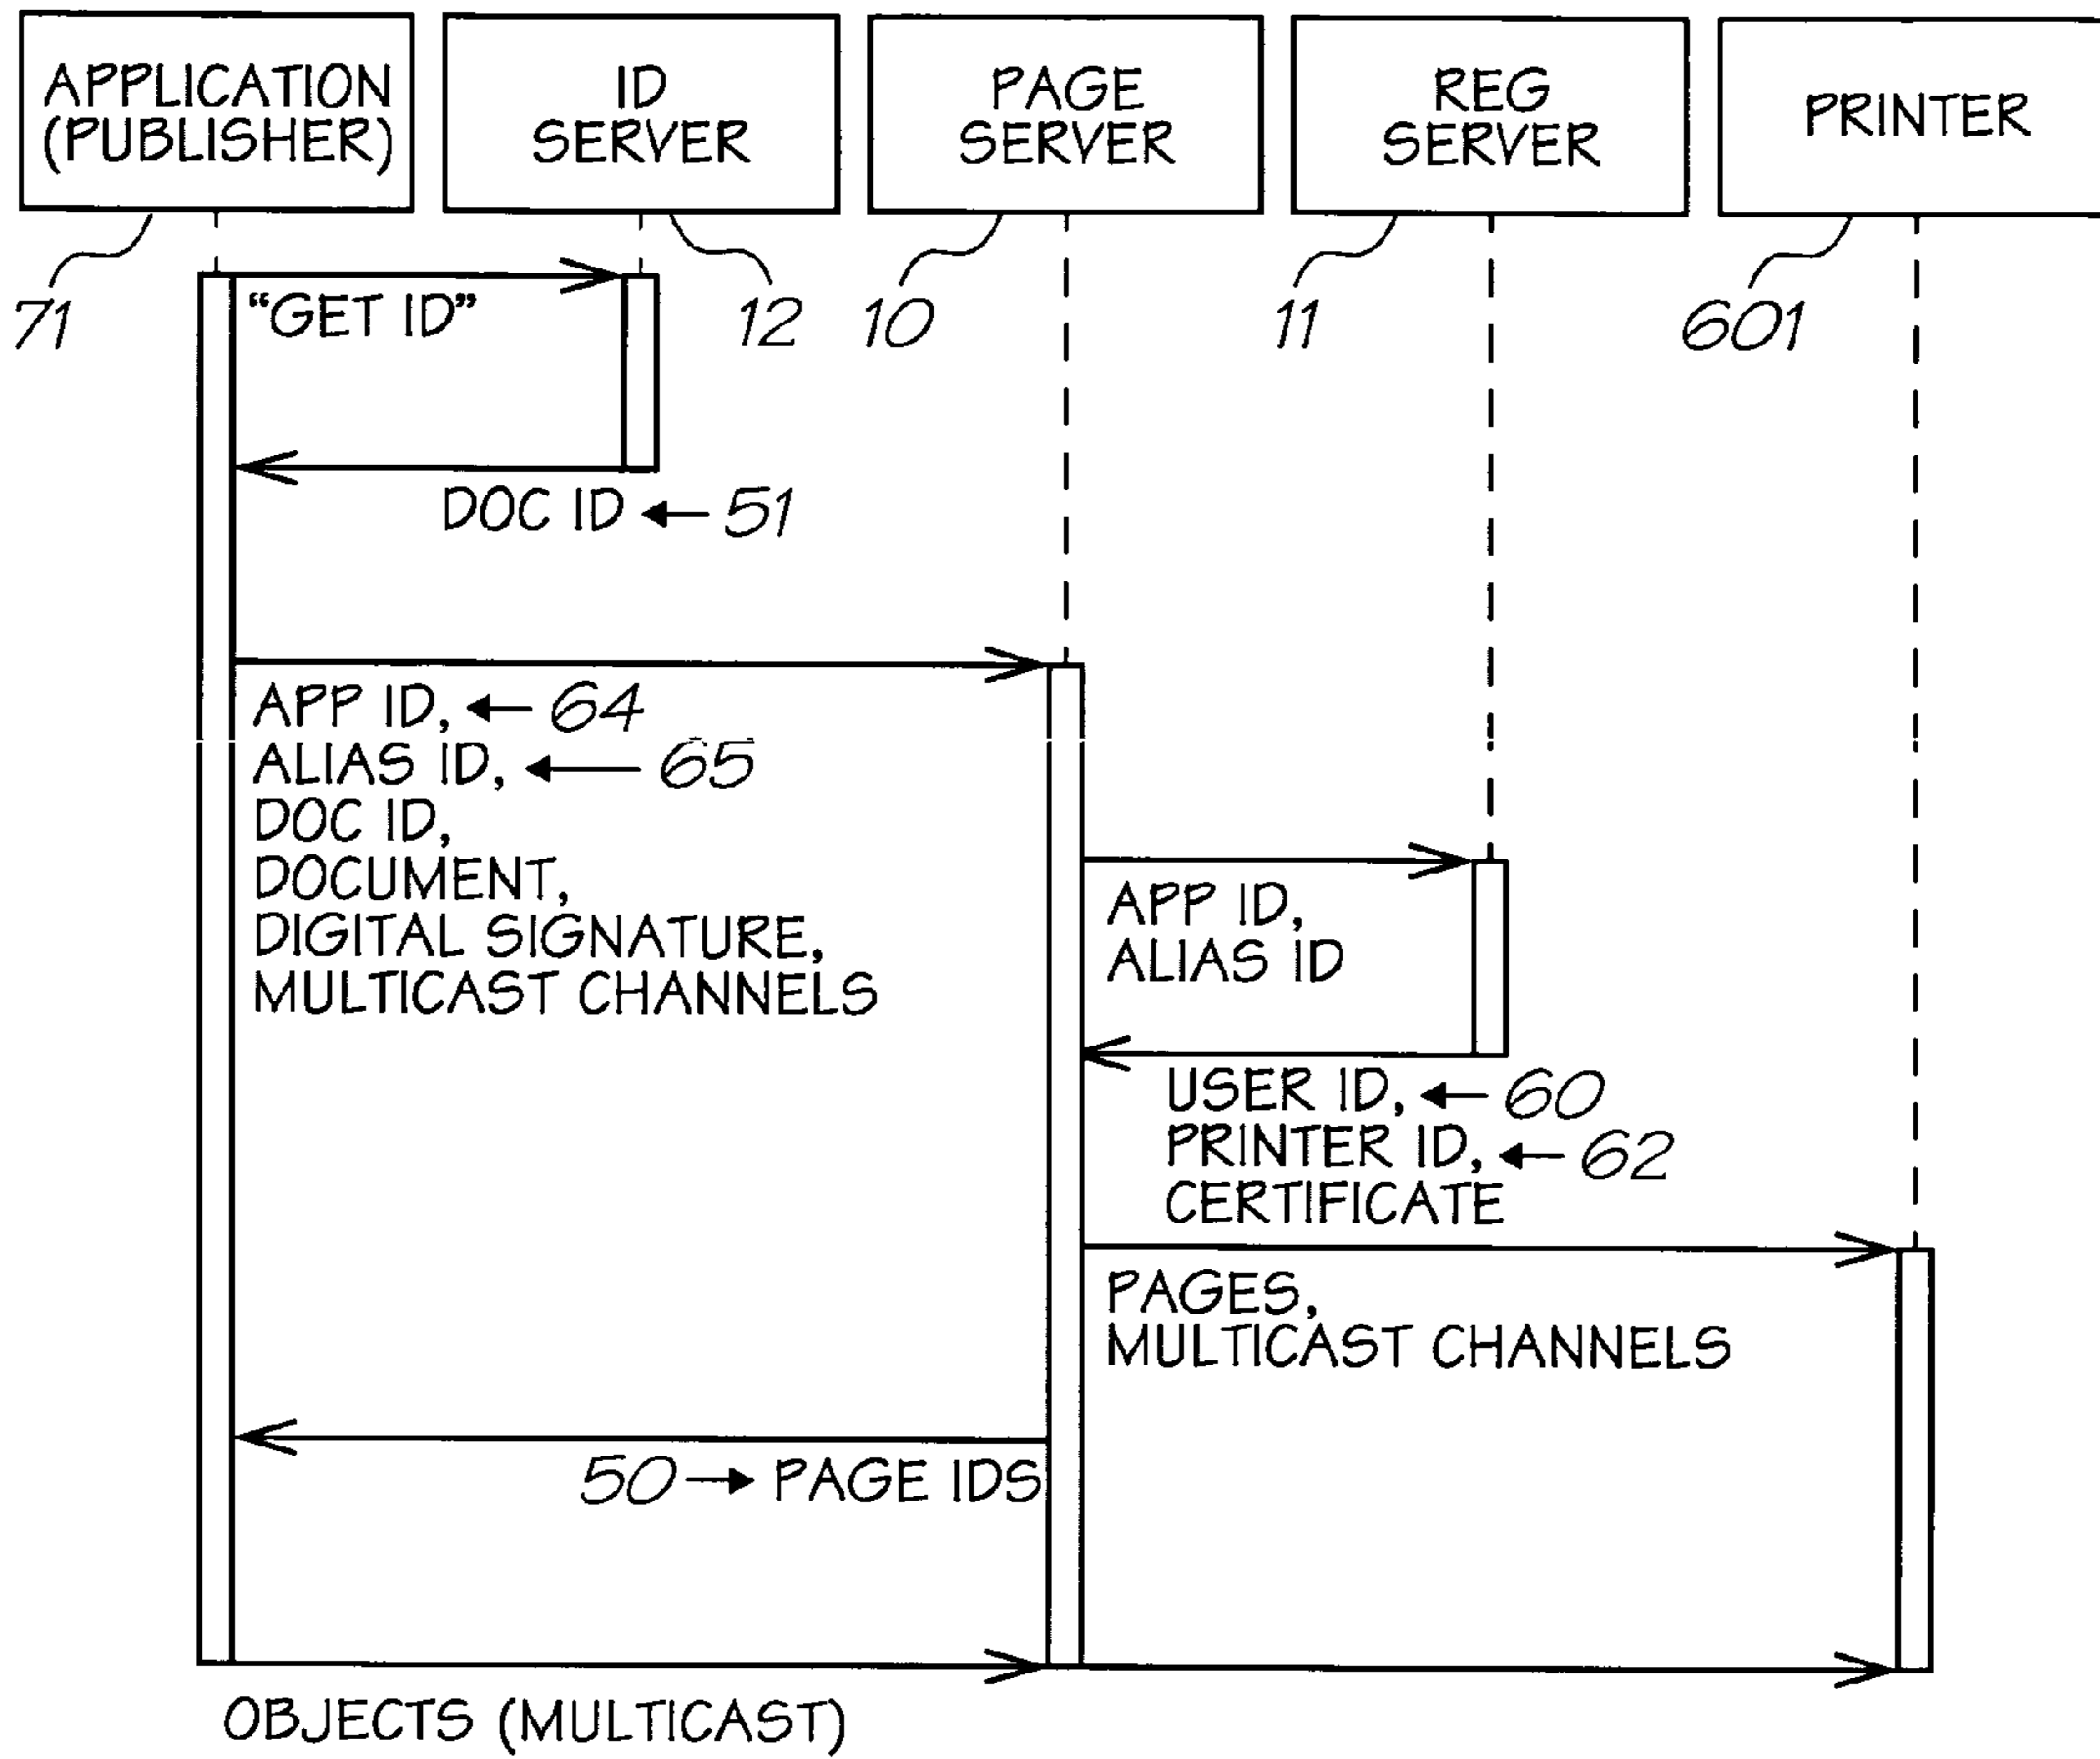 APPLICATION
(PUBLISHER)
ID
SERVER
PAGE
SERVER
REG
SERVER
PRINTER
71
12
10
11
601
“GET ID”
DOC ID 51
APP ID, 64
ALIAS ID, 65
DOC ID,
DOCUMENT,
DIGITAL SIGNATURE,
MULTICAST CHANNELS
APP ID,
ALIAS ID
USER ID, 60
PRINTER ID, 62
CERTIFICATE
PAGES,
MULTICAST CHANNELS
50 PAGE IDS
OBJECTS (MULTICAST)